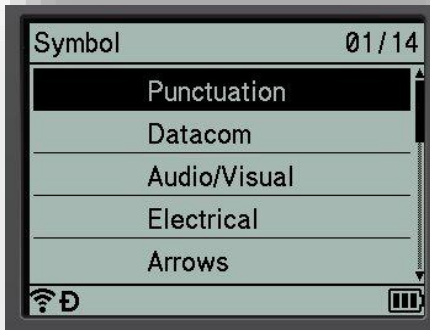 Symbol 01/14
Punctuation
Datacom
Audio/Visual
Electrical
Arrows
Đ